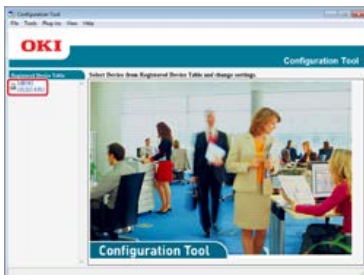 Configuration Tool
File Tools Plug-in View Help
OKI
Configuration Tool
Registered Device Table
Select Device from Registered Device Table and change settings.
Configuration Tool